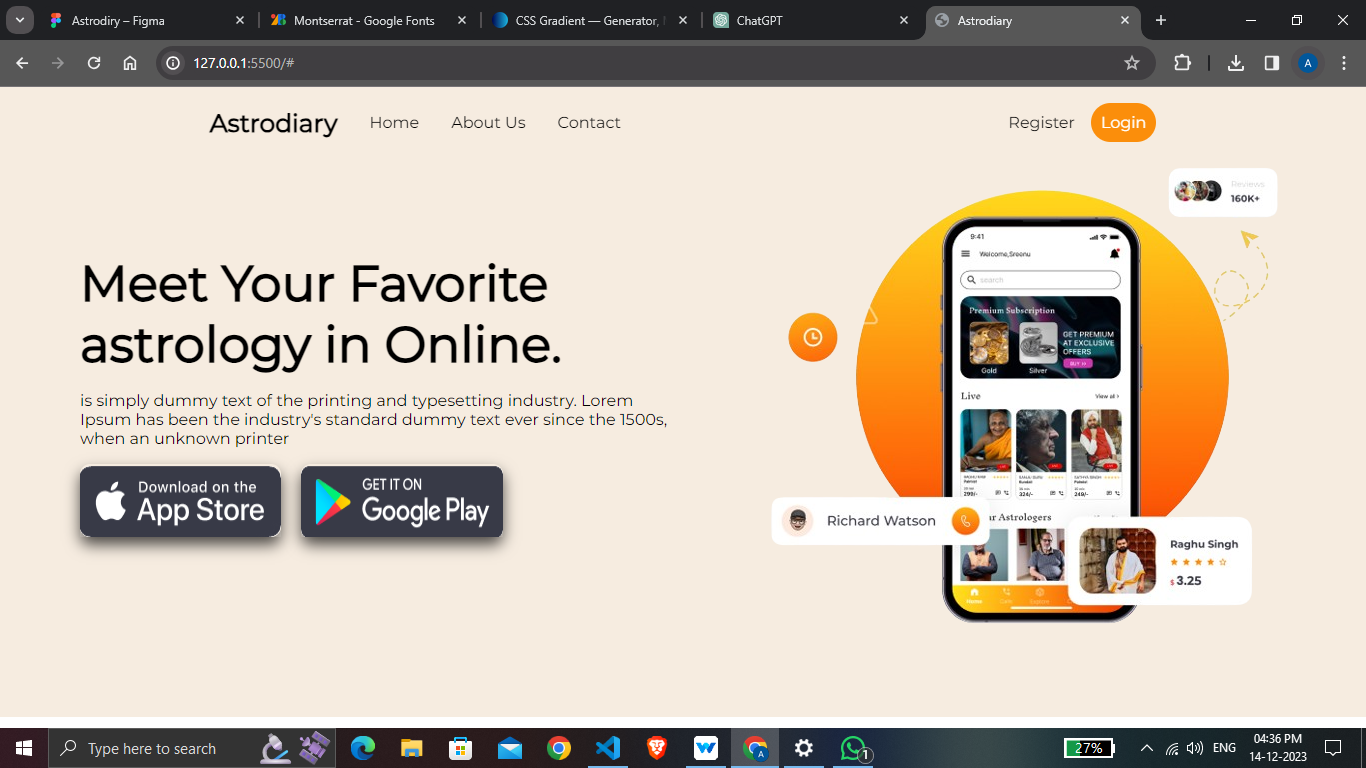 Astrodiry – Figma
Montserrat - Google Fonts
CSS Gradient — Generator,
ChatGPT
Astrodiary
127.0.0.1:5500/#
A
Astrodiary
Home
About Us
Contact
Register
Login
Reviews
160K+
Meet Your Favorite
astrology in Online.
is simply dummy text of the printing and typesetting industry. Lorem
Ipsum has been the industry's standard dummy text ever since the 1500s,
when an unknown printer
Download on the
App Store
GET IT ON
Google Play
9:41
Welcome,Sreenu
search
Premium Subscription
GET PREMIUM
AT EXCLUSIVE
OFFERS
BUY
Gold
Silver
Live
View all >
299/-
324/-
249/-
Astrologers
Richard Watson
Raghu Singh
$ 3.25
Home
Type here to search
A
27%
1
ENG
04:36 PM
14-12-2023